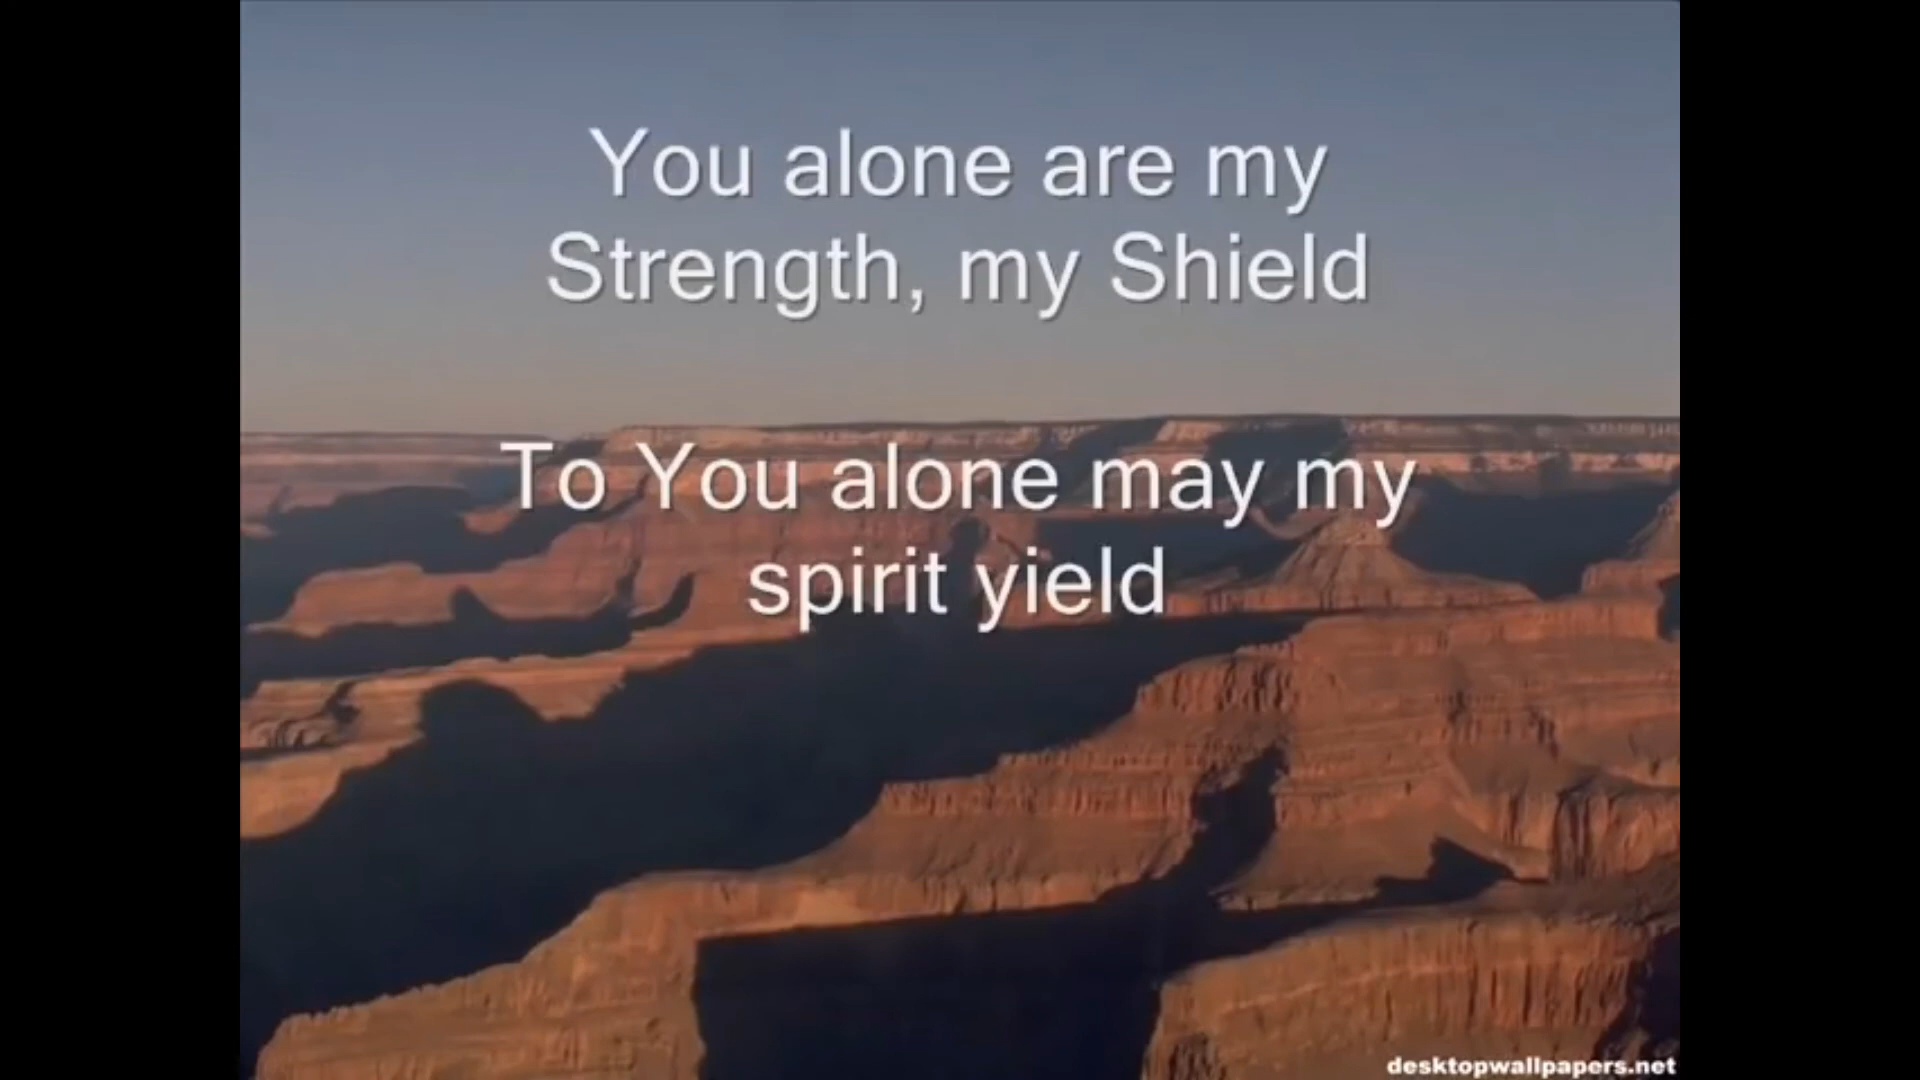 You alone are my
Strength, my Shield
To You alone may my
spirit yield
desktopwallpapers.net